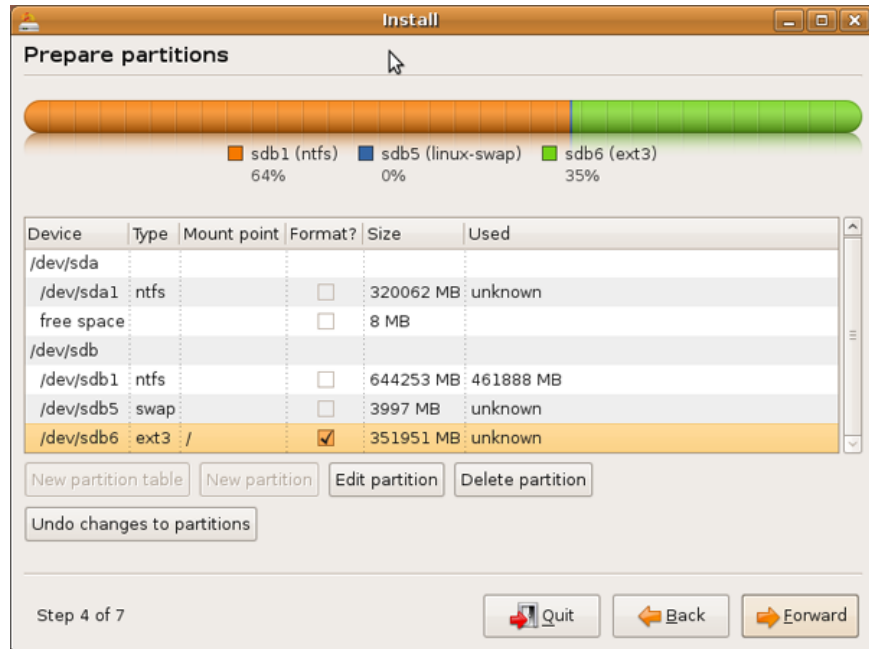 Install
Prepare partitions
sdb1 (ntfs) sdb5 (linux-swap) sdb6 (ext3)
64% 0% 35%
Device Type Mount point Format? Size Used
/dev/sda
/dev/sda1 ntfs 320062 MB unknown
free space 8 MB
/dev/sdb
/dev/sdb1 ntfs 644253 MB 461888 MB
/dev/sdb5 swap 3997 MB unknown
/dev/sdb6 ext3 / 351951 MB unknown
New partition table New partition Edit partition Delete partition
Undo changes to partitions
Step 4 of 7 Quit Back Forward